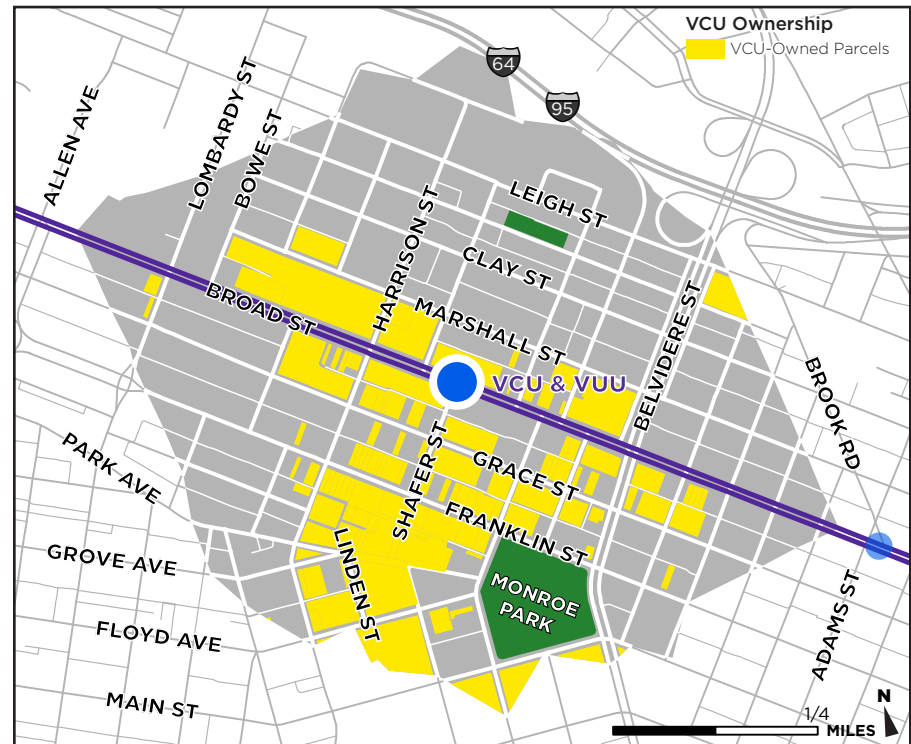 VCU Ownership
VCU-Owned Parcels
64
95
ALLEN AVE
LOMBARDY ST
BOWE ST
HARRISON ST
LEIGH ST
CLAY ST
MARSHALL ST
BROAD ST
VCU & VUU
BELVIDERE ST
BROOK RD
PARK AVE
SHAFER ST
GRACE ST
FRANKLIN ST
LINDEN ST
GROVE AVE
MONROE
PARK
FLOYD AVE
ADAMS ST
MAIN ST
N
1/4
MILES